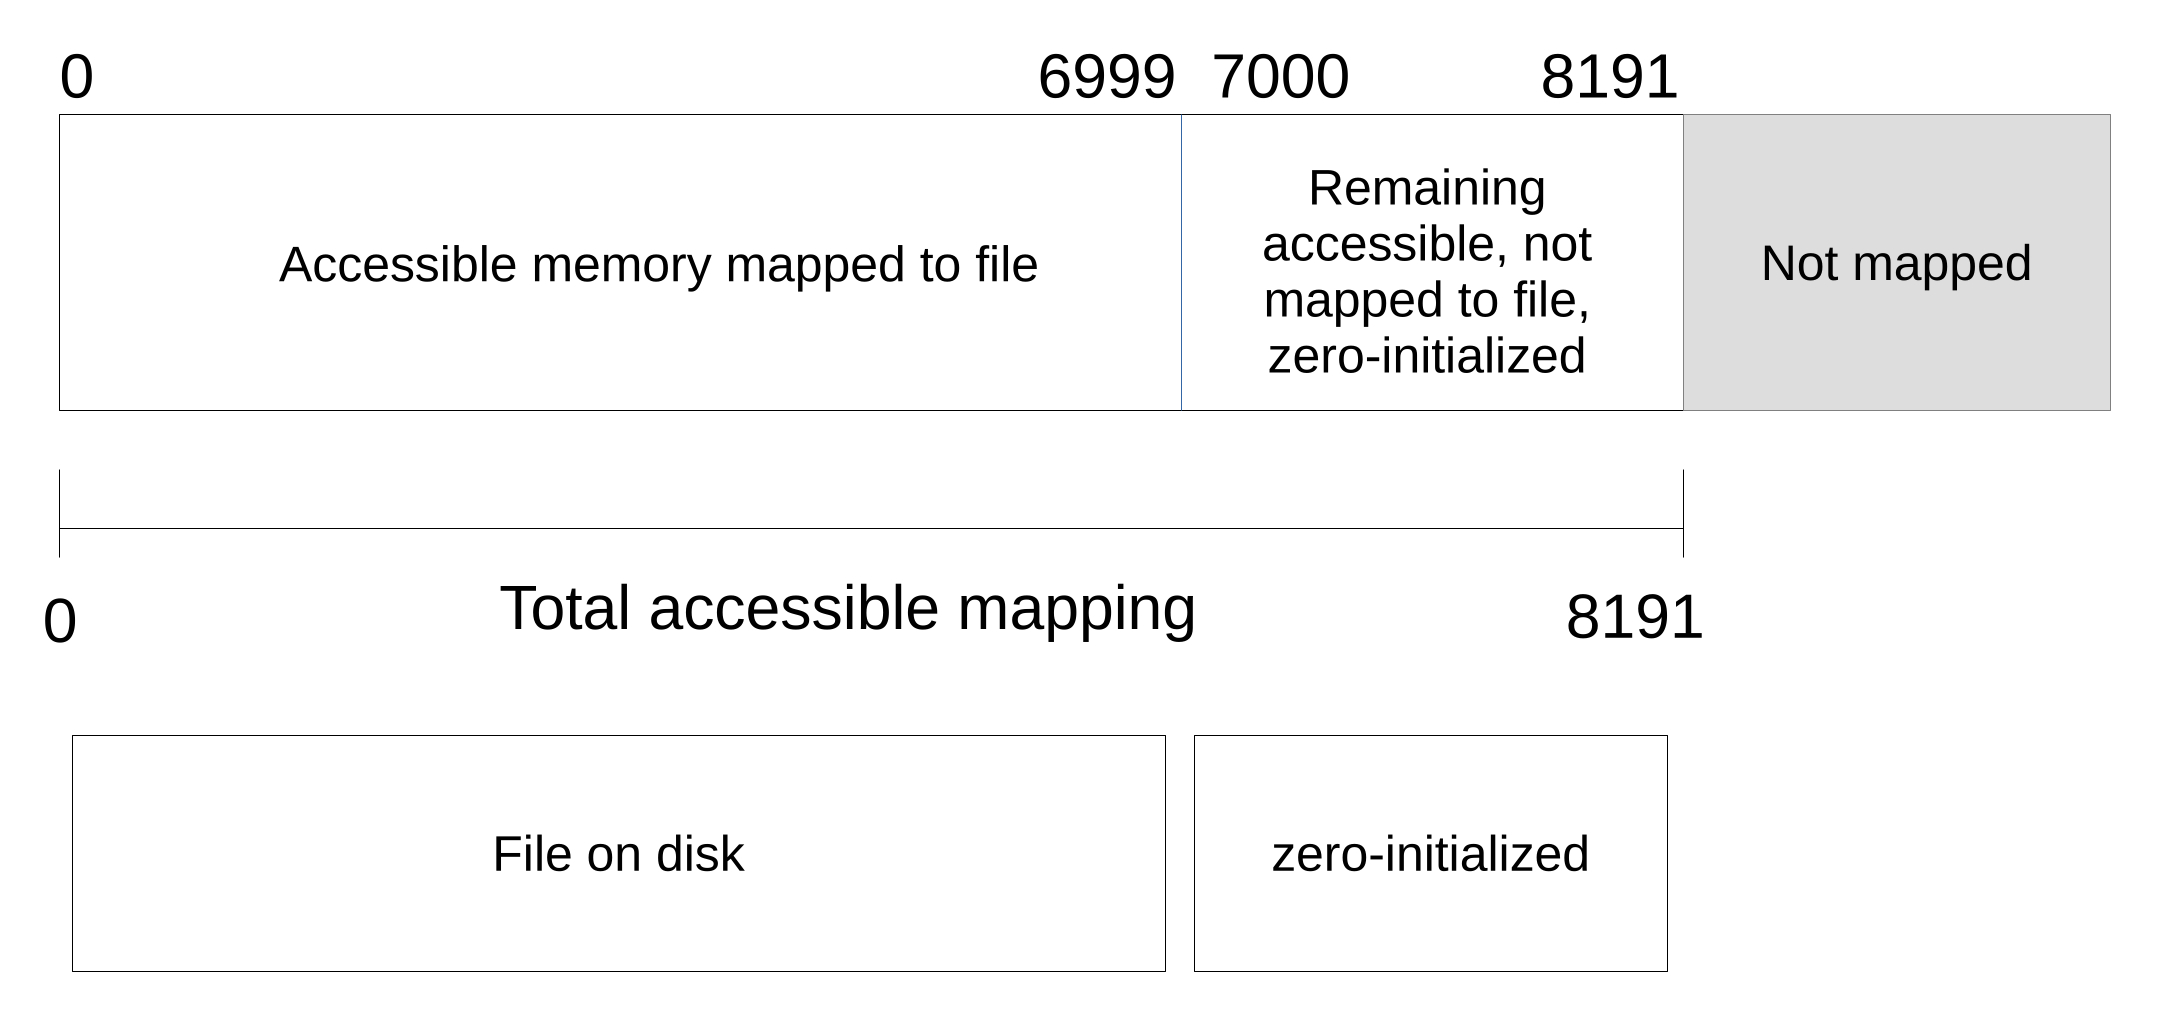 0 6999 7000 8191
Accessible memory mapped to file
Remaining
accessible, not
mapped to file,
zero-initialized
Not mapped
0 Total accessible mapping 8191
File on disk
zero-initialized